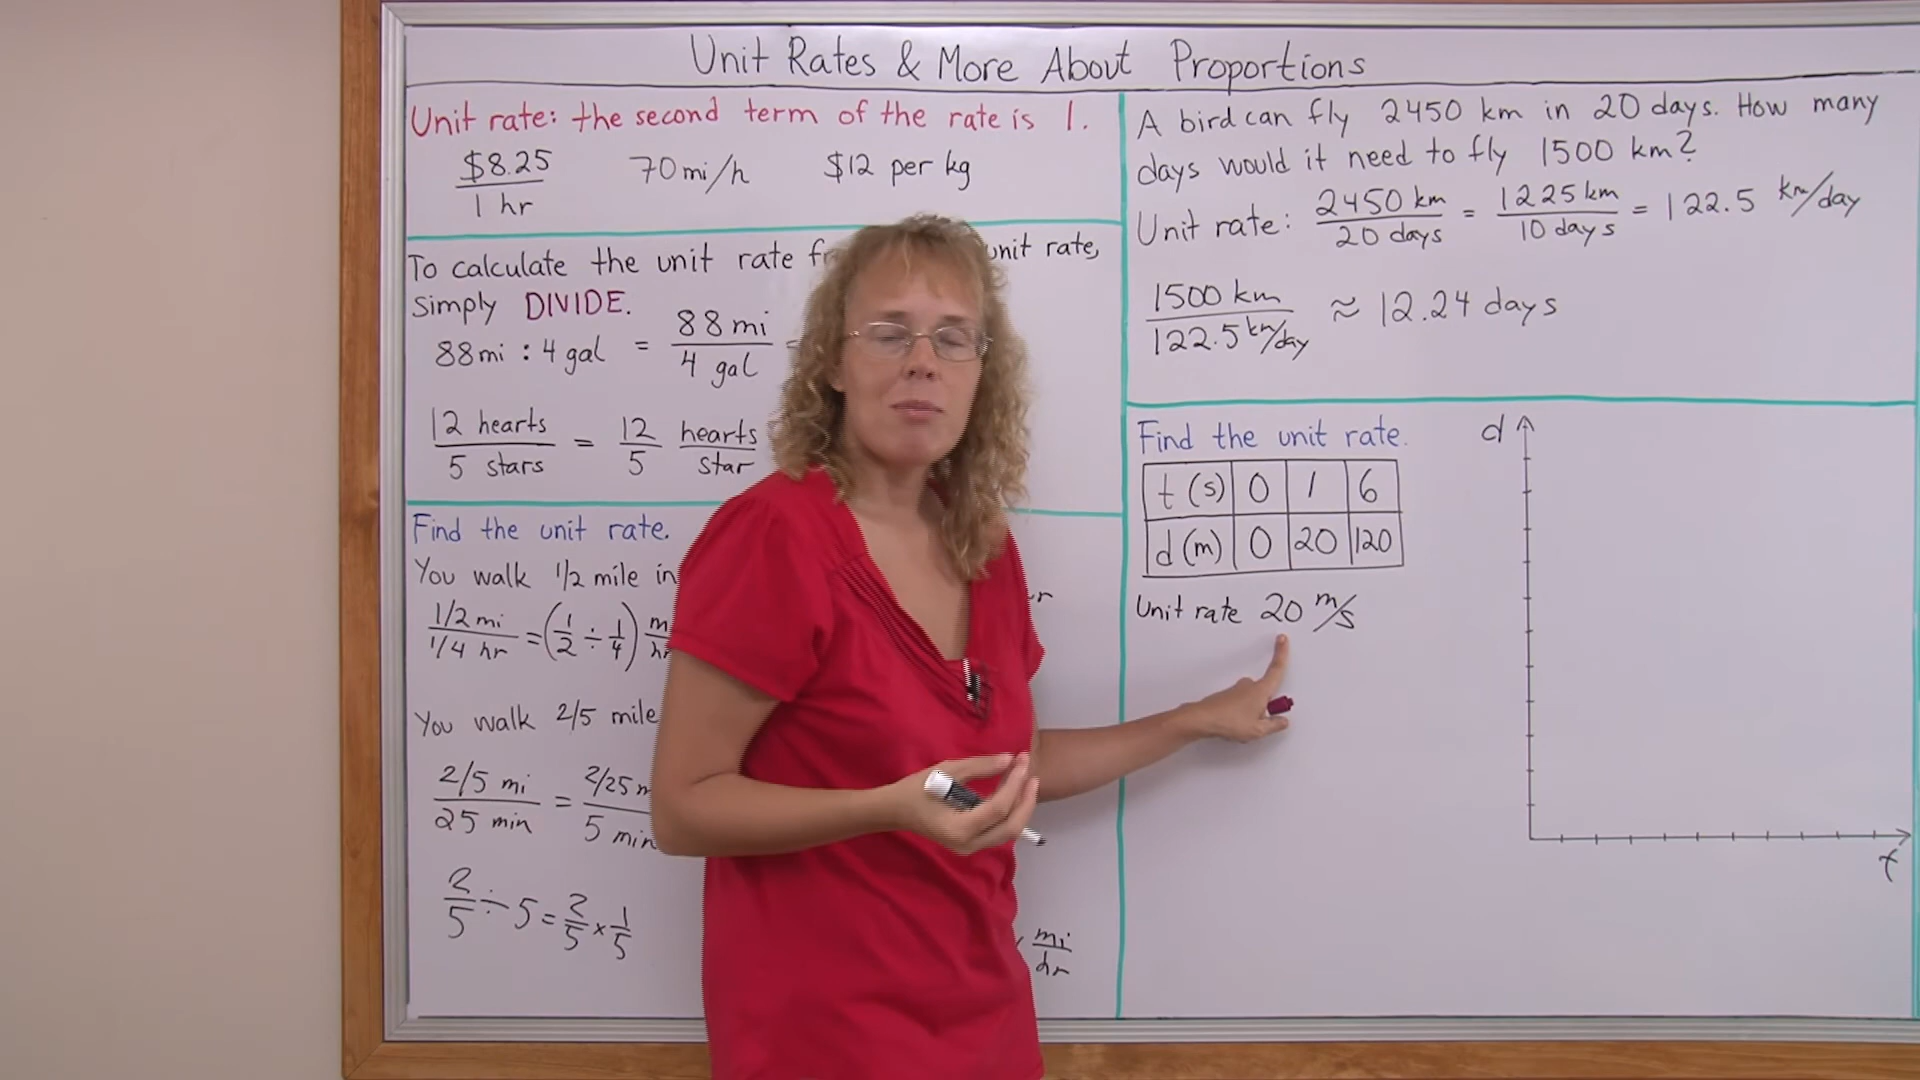 Unit Rates & More About Proportions
Unit rate: the second term of the rate is 1.
$8.25 / 1 hr 70 mi/h $12 per kg
To calculate the unit rate unit rate,
simply DIVIDE.
88 mi : 4 gal = 88 mi / 4 gal =
12 hearts / 5 stars = 12/5 hearts/star
Find the unit rate.
You walk 1/2 mile in
1/2 mi / 1/4 hr = (1/2 ÷ 1/4)
You walk 2/5 mile
2/5 mi / 25 min = 2/25 m / 5 min
2/5 ÷ 5 = 2/5 × 1/5
mi/hr
A bird can fly 2450 km in 20 days. How many
days would it need to fly 1500 km?
Unit rate: 2450 km / 20 days = 1225 km / 10 days = 122.5 km/day
1500 km / 122.5 km/day ≈ 12.24 days
Find the unit rate.
t (s) 0 1 6
d (m) 0 20 120
Unit rate 20 m/s
d
t